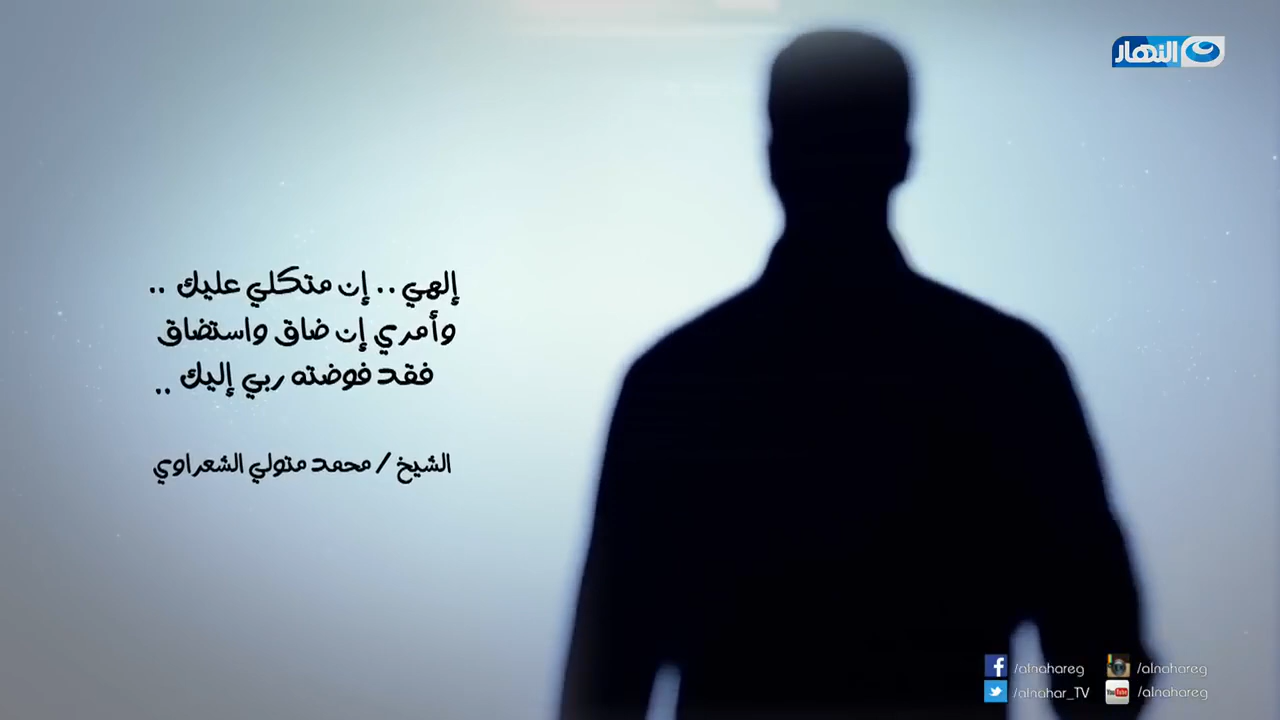 النهار
إلهي .. إن متكلي عليك ..
وأمري إن ضاق واستضاق
فقد فوضته ربي إليك ..
الشيخ / محمد متولي الشعراوي
/alnahareg
/alnahareg
/alnahar_TV
/alnahareg